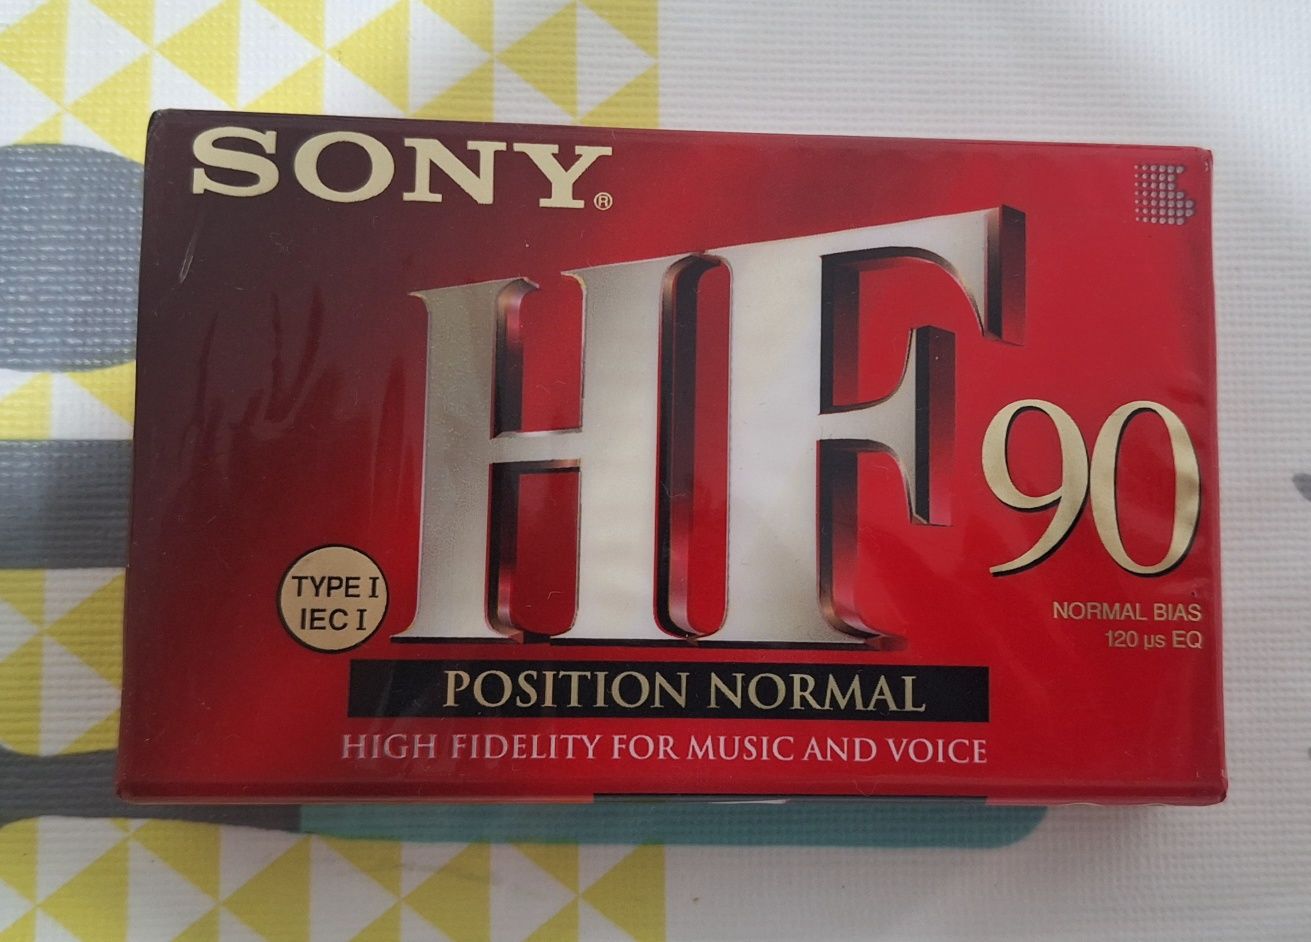 SONY®
HF 90
TYPE I
IEC I
NORMAL BIAS
120 µs EQ
POSITION NORMAL
HIGH FIDELITY FOR MUSIC AND VOICE